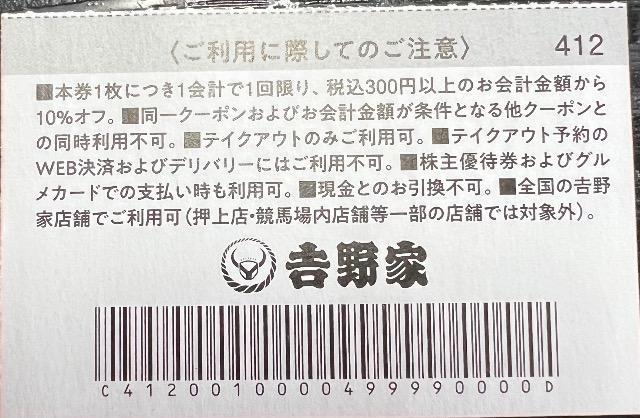 〈ご利用に際してのご注意〉 412
■本券1枚につき1会計で1回限り、税込300円以上のお会計金額から
10%オフ。■同一クーポンおよびお会計金額が条件となる他クーポンと
の同時利用不可。■テイクアウトのみご利用可。■テイクアウト予約の
WEB決済およびデリバリーにはご利用不可。■株主優待券およびグル
メカードでの支払い時も利用可。■現金とのお引換不可。■全国の吉野
家店舗でご利用可(押上店・競馬場内店舗等一部の店舗では対象外)。
吉野家
C4120010000499990000D